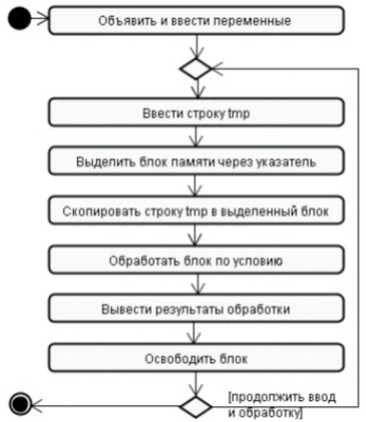 Объявить и ввести переменные
Ввести строку tmp
Выделить блок памяти через указатель
Скопировать строку tmp в выделенный блок
Обработать блок по условию
Вывести результаты обработки
Освободить блок
[продолжить ввод
и обработку]